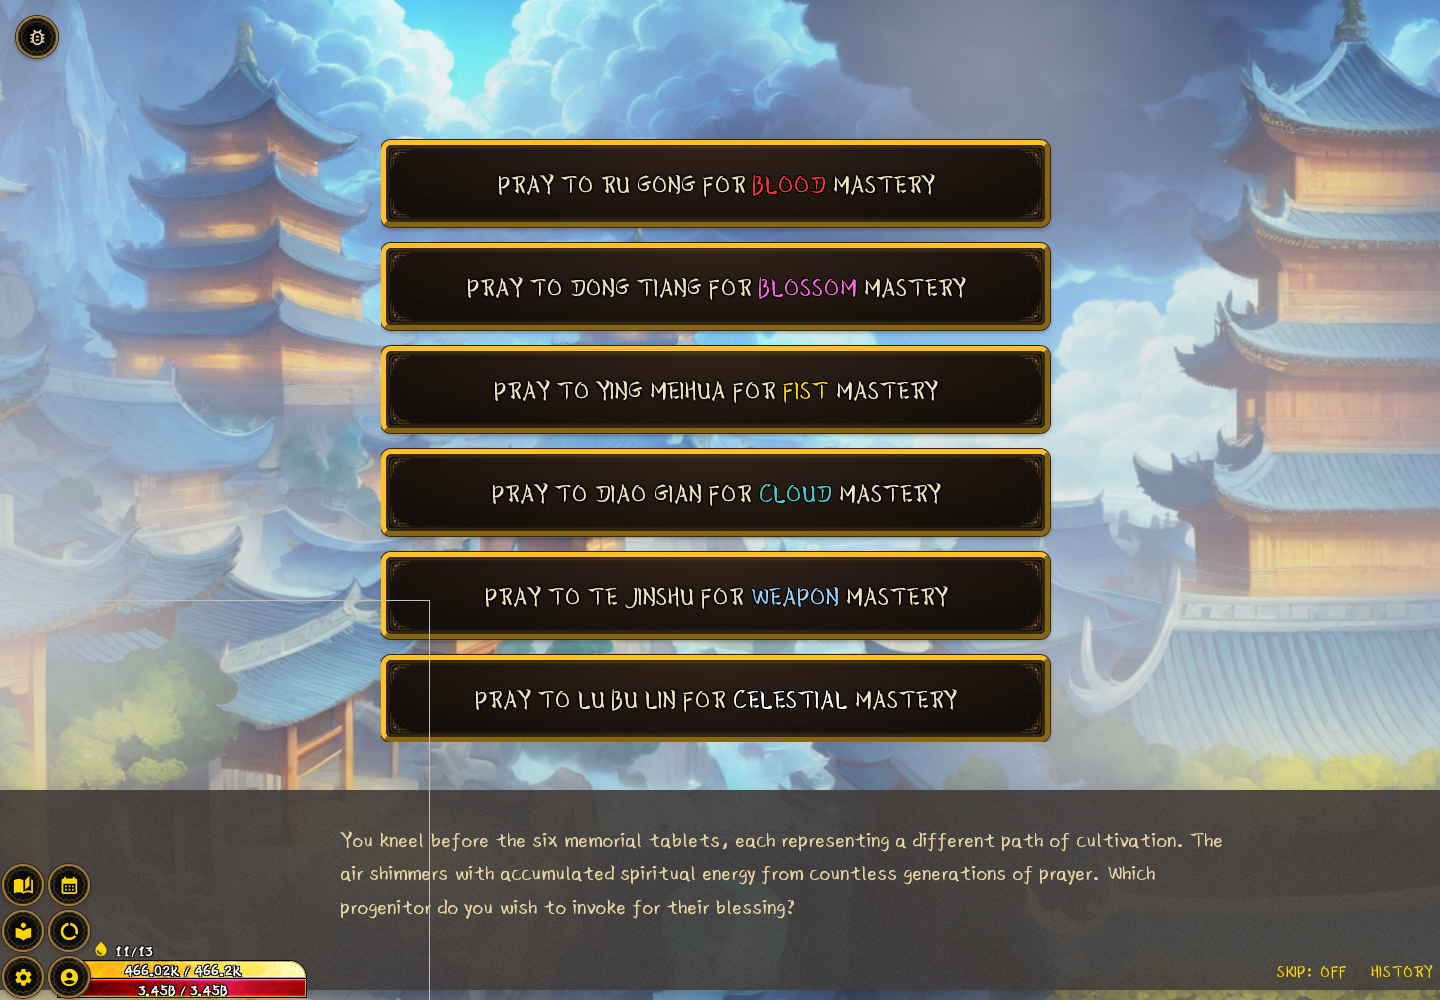 PRAY TO RU GONG FOR BLOOD MASTERY
PRAY TO DONG TIANG FOR BLOSSOM MASTERY
PRAY TO YING MEIHUA FOR FIST MASTERY
PRAY TO DIAO GIAN FOR CLOUD MASTERY
PRAY TO TE JINSHU FOR WEAPON MASTERY
PRAY TO LU BU LIN FOR CELESTIAL MASTERY
You kneel before the six memorial tablets, each representing a different path of cultivation. The
air shimmers with accumulated spiritual energy from countless generations of prayer. Which
progenitor do you wish to invoke for their blessing?
11/13
466.02K / 466.2K
3.45B / 3.45B
SKIP: OFF HISTORY